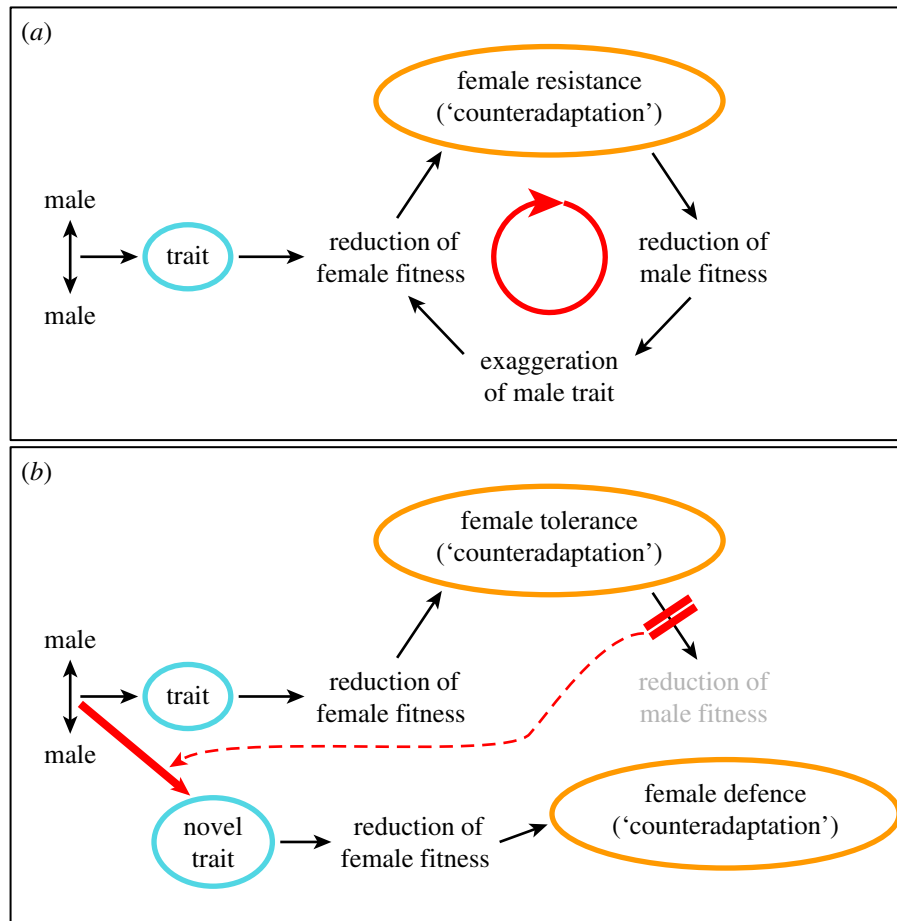 (a)
female resistance
(‘counteradaptation’)
male
trait
male
reduction of
female fitness
reduction of
male fitness
exaggeration
of male trait
(b)
female tolerance
(‘counteradaptation’)
male
trait
male
reduction of
female fitness
reduction of
male fitness
novel
trait
reduction of
female fitness
female defence
(‘counteradaptation’)